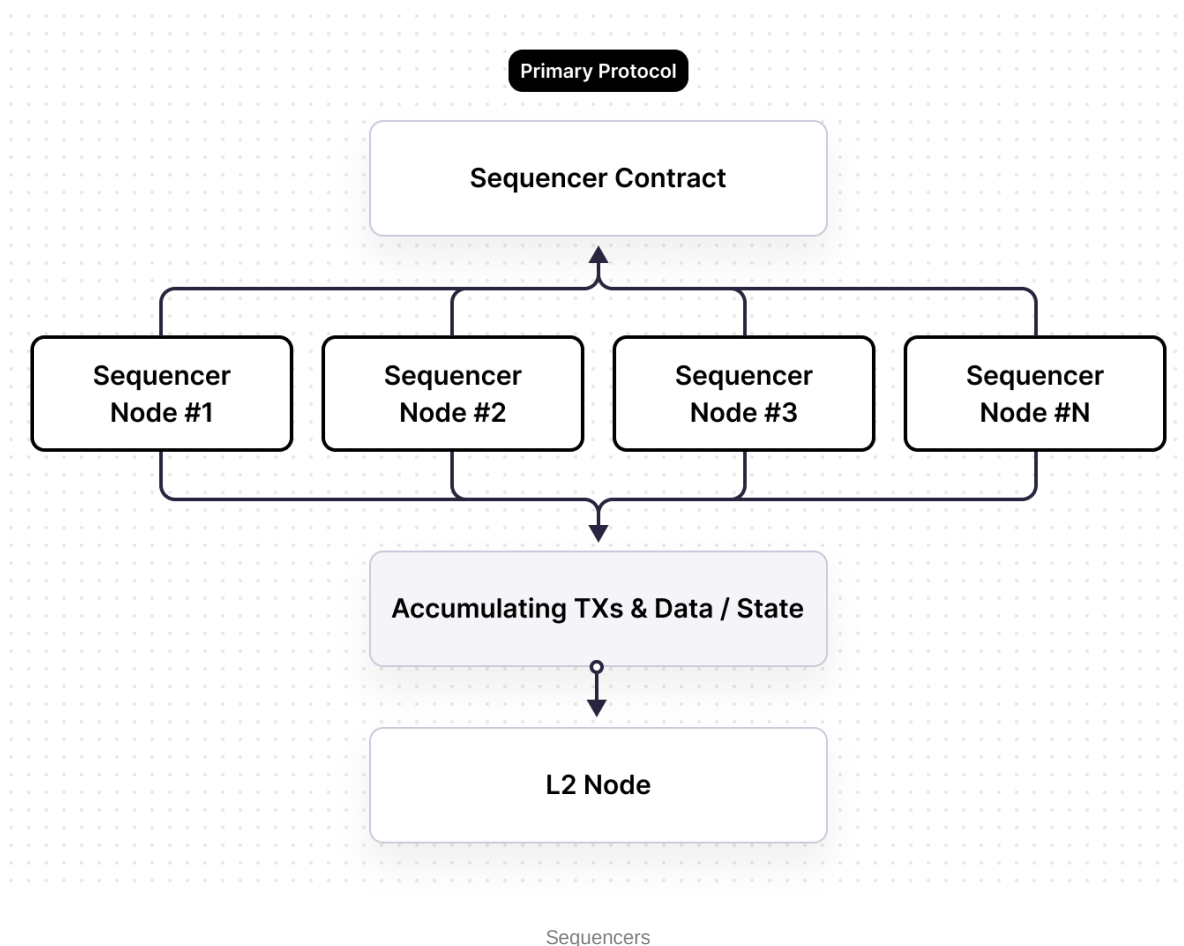 Primary Protocol
Sequencer Contract
Sequencer
Node #1
Sequencer
Node #2
Sequencer
Node #3
Sequencer
Node #N
Accumulating TXs & Data / State
L2 Node
Sequencers